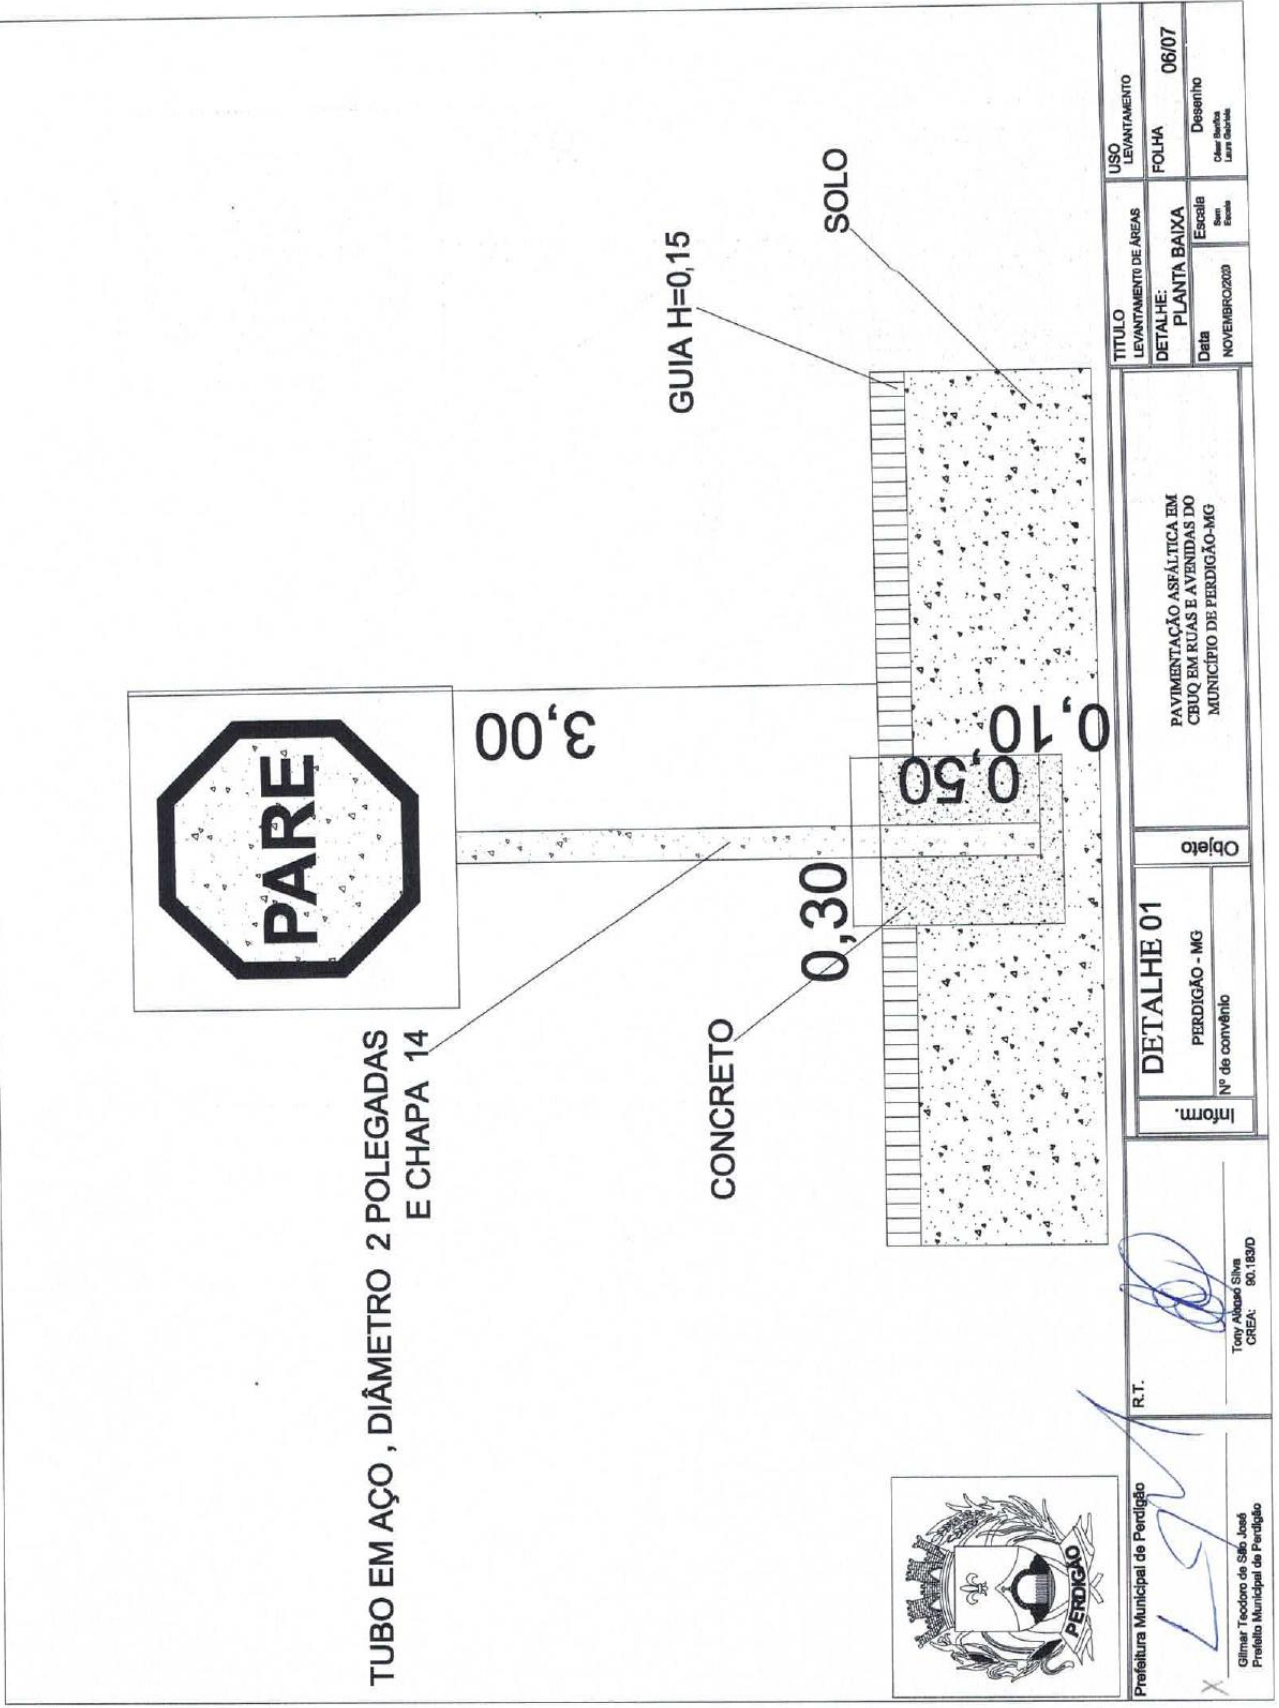 PARE
3,00
TUBO EM AÇO , DIÂMETRO 2 POLEGADAS
E CHAPA 14
GUIA H=0,15
SOLO
CONCRETO
0,30
0,50
0,10
PERDIGÃO
Prefeitura Municipal de Perdigão
X
Gilmar Teodoro de São José
Prefeito Municipal de Perdigão
R.T.
Tony Afonso Silva
CREA: 90.183/D
Inform.
DETALHE 01
PERDIGÃO - MG
Nº de convênio
Objeto
PAVIMENTAÇÃO ASFÁLTICA EM
CBUQ EM RUAS E AVENIDAS DO
MUNICÍPIO DE PERDIGÃO-MG
TITULO
LEVANTAMENTO DE ÁREAS
USO
LEVANTAMENTO
DETALHE:
PLANTA BAIXA
FOLHA
06/07
Data
NOVEMBRO/2023
Escala
Sem
Escala
Desenho
Laura Gabriela